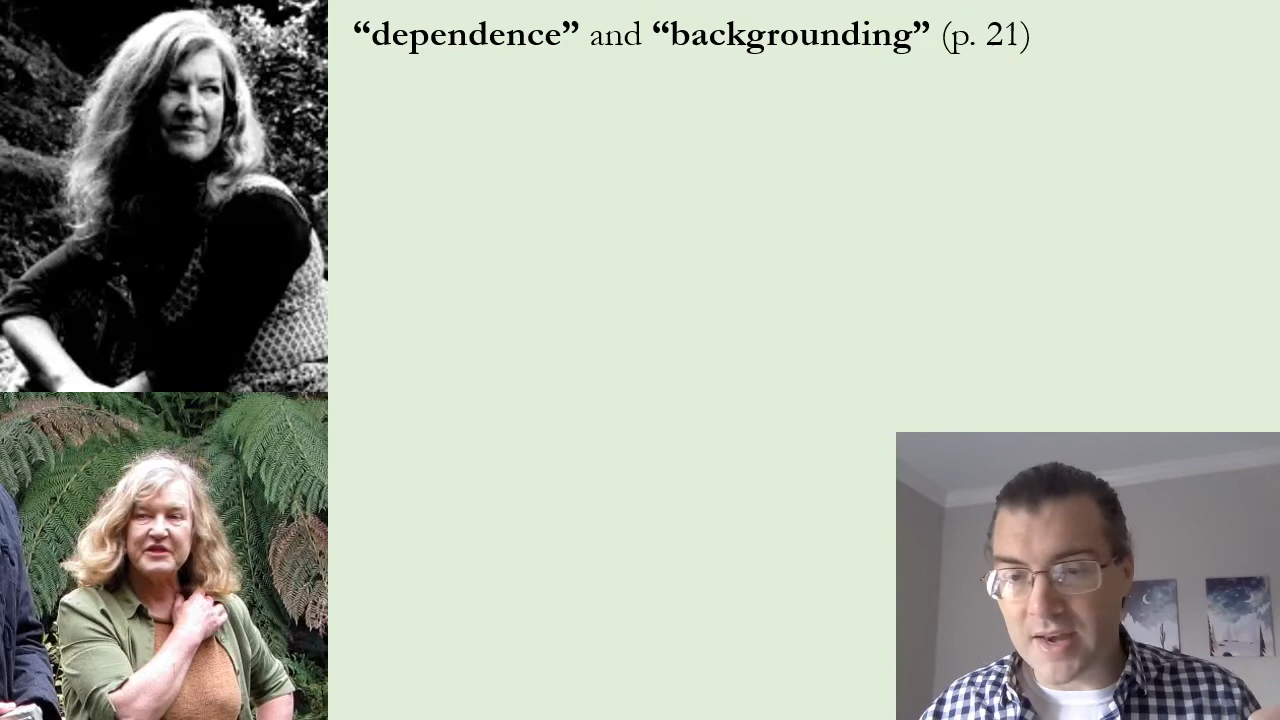 “dependence” and “backgrounding” (p. 21)